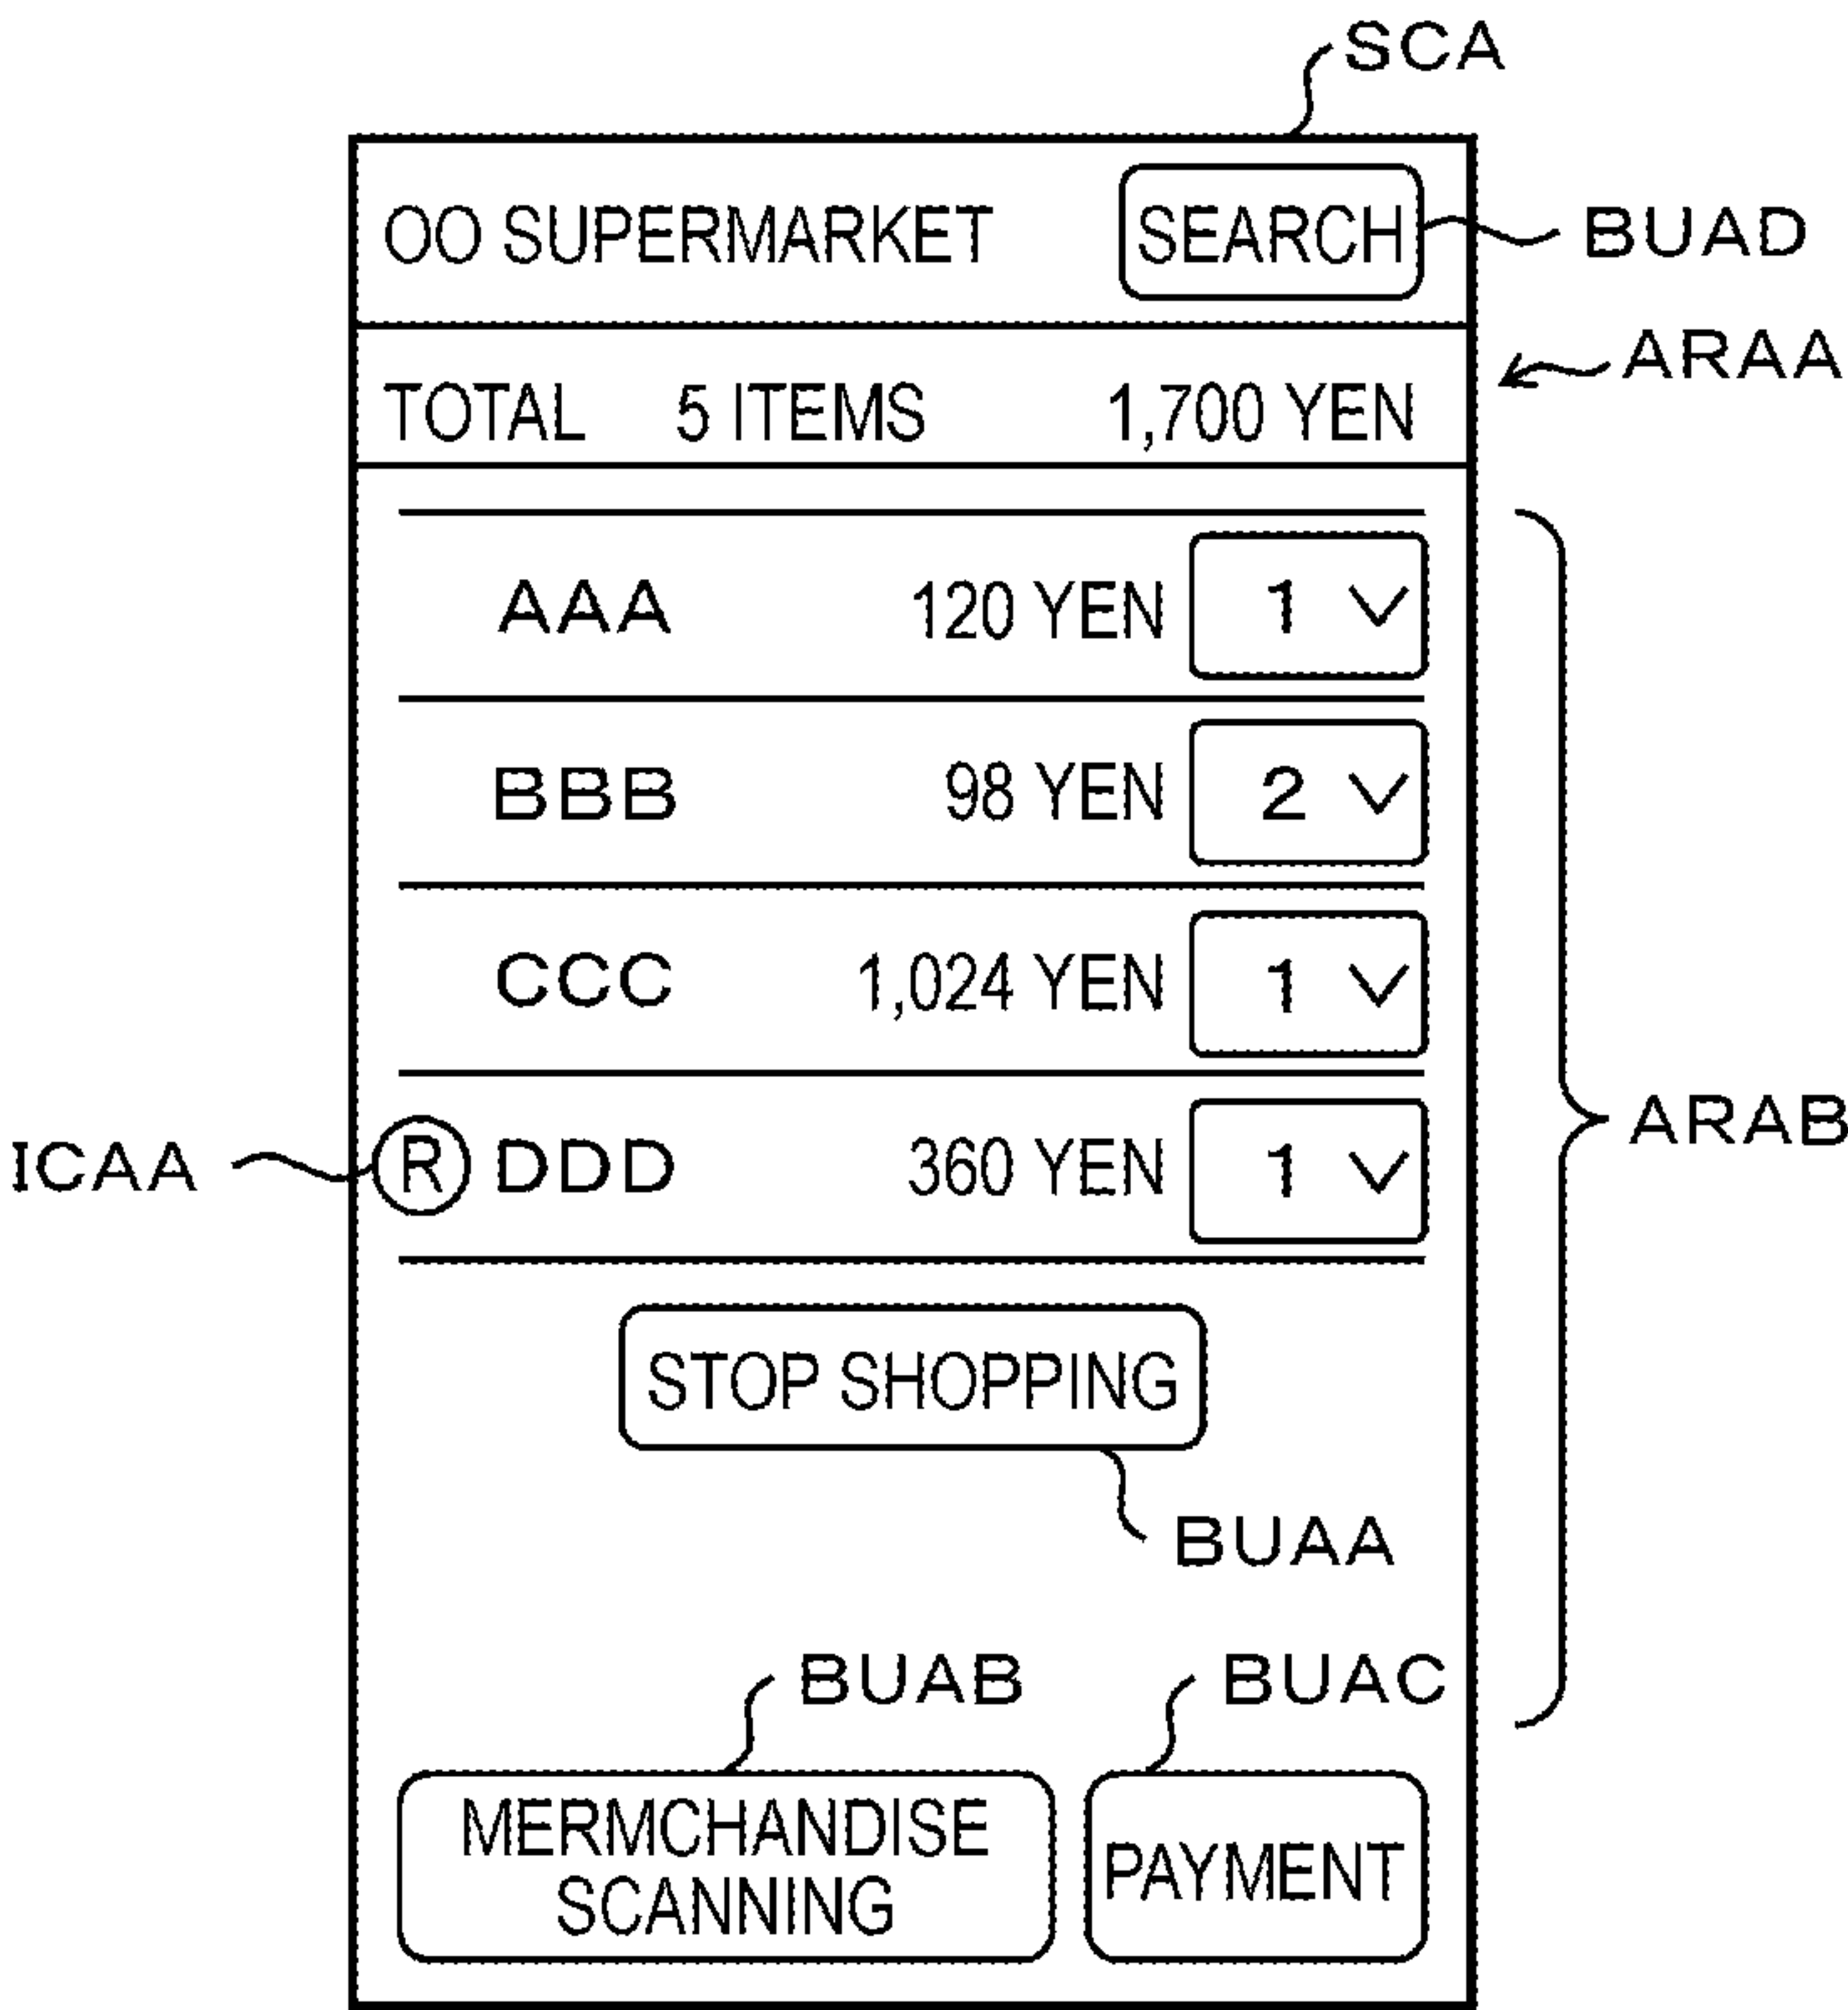 SCA
OO SUPERMARKET SEARCH BUAD
ARAA
TOTAL 5 ITEMS 1,700 YEN
AAA 120 YEN 1
BBB 98 YEN 2
CCC 1,024 YEN 1
ARAB
ICAA R DDD 360 YEN 1
STOP SHOPPING
BUAA
BUAB BUAC
MERMCHANDISE
SCANNING
PAYMENT